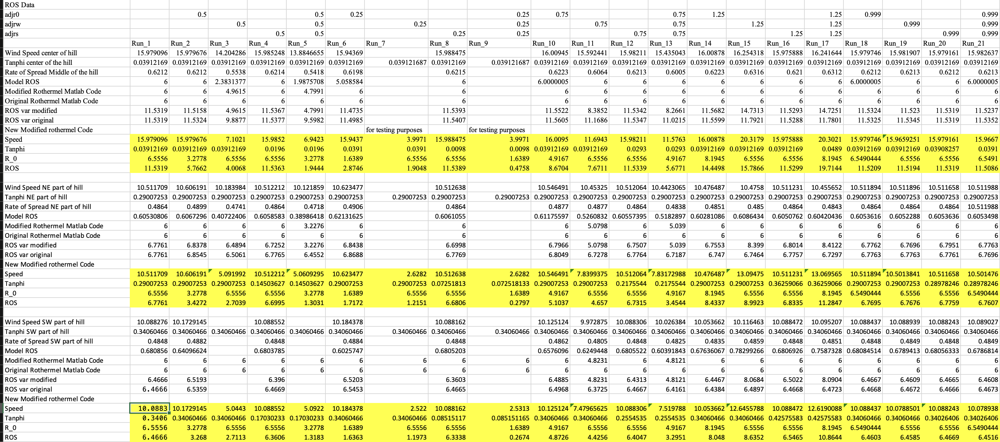 ROS Data
adjr0 0.5 0.5 0.25 0.25 0.75 0.75 1.25 1.25 0.999 0.999
adjrw 0.5 0.5 0.25 0.25 0.75 0.75 1.25 1.25 0.999 0.999
adjrs 0.5 0.5 0.25 0.25 0.75 0.75 1.25 1.25 0.999 0.999
Run_1 Run_2 Run_3 Run_4 Run_5 Run_6 Run_7 Run_8 Run_9 Run_10 Run_11 Run_12 Run_13 Run_14 Run_15 Run_16 Run_17 Run_18 Run_19 Run_20 Run_21
Wind Speed center of hill 15.979096 15.979676 14.204286 15.985248 13.8846655 15.94369 15.988475 16.00945 15.592441 15.98211 15.435043 16.00878 16.254318 15.975888 16.241644 15.979746 15.981907 15.979161 15.982637
Tanphi center of the hill 0.03912169 0.03912169 0.03912169 0.03912169 0.03912169 0.03912169 0.039121687 0.03912169 0.039121687 0.03912169 0.03912169 0.03912169 0.03912169 0.03912169 0.03912169 0.03912169 0.03912169 0.03912169 0.03912169 0.03912169 0.03912169
Rate of Spread Middle of the hill 0.6212 0.6212 0.5538 0.6214 0.5418 0.6198 0.6215 0.6223 0.6064 0.6213 0.6005 0.6223 0.6316 0.621 0.6312 0.6212 0.6213 0.6212 0.6213
Model ROS 6 6 2.3831377 6 1.9875708 5.058584 6 6.0000005 6 6 6 6 6 6 6 6.0000005 6 6 6.0000005
Modified Rothermel Matlab Code 6 6 4.9615 6 4.7991 6 6 6 6 6 6 6 6 6 6 6 6 6 6
Original Rothermel Matlab Code 6 6 6 6 6 6 6 6 6 6 6 6 6 6 6 6 6 6 6
ROS var modified 11.5319 11.5158 4.9615 11.5367 4.7991 11.4735 11.5393 11.5522 8.3852 11.5342 8.2661 11.5682 14.7313 11.5293 14.7251 11.5324 11.523 11.5319 11.5237
ROS var original 11.5319 11.5324 9.8877 11.5377 9.5982 11.4985 11.5407 11.5605 11.1686 11.5347 11.0215 11.5599 11.7921 11.5288 11.7801 11.5325 11.5345 11.5319 11.5352
New Modified rothermel Code for testing purposes for testing purposes
Speed 15.979096 15.979676 7.1021 15.9852 6.9423 15.9437 3.9971 15.988475 3.9971 16.0095 11.6943 15.98211 11.5763 16.00878 20.3179 15.975888 20.3021 15.979746 15.9659251 15.979161 15.9667
Tanphi 0.03912169 0.03912169 0.03912169 0.0196 0.0196 0.0391 0.0391 0.0098 0.0098 0.03912169 0.03912169 0.0293 0.0293 0.03912169 0.03912169 0.03912169 0.0489 0.03912169 0.03912169 0.03908257 0.0391
R_0 6.5556 3.2778 6.5556 6.5556 3.2778 1.6389 6.5556 6.5556 1.6389 4.9167 6.5556 6.5556 4.9167 8.1945 6.5556 6.5556 8.1945 6.5490444 6.5556 6.5556 6.5491
ROS 11.5319 5.7662 4.0068 11.5363 1.9444 2.8746 1.9048 11.5389 0.4758 8.6704 7.6711 11.5339 5.6771 14.4498 15.7866 11.5299 19.7144 11.5209 11.5194 11.5319 11.5086
Wind Speed NE part of hill 10.511709 10.606191 10.183984 10.512212 10.121859 10.623477 10.512638 10.546491 10.45325 10.512064 10.4423065 10.476487 10.4758 10.511231 10.455652 10.511894 10.511896 10.511658 10.511988
Tanphi NE part of hill 0.29007253 0.29007253 0.29007253 0.29007253 0.29007253 0.29007253 0.29007253 0.29007253 0.29007253 0.29007253 0.29007253 0.29007253 0.29007253 0.29007253 0.29007253 0.29007253 0.29007253 0.29007253 0.29007253 0.29007253 0.29007253
Rate of Spread NE part of hill 0.4864 0.4899 0.4741 0.4864 0.4718 0.4906 0.4864 0.4877 0.4877 0.4864 0.4838 0.4851 0.485 0.4864 0.4843 0.4864 0.4864 0.4864 10.511988
Model ROS 0.60530806 0.6067296 0.40722406 0.6058583 0.38986418 0.62131625 0.6061055 0.61175597 0.5260832 0.60557395 0.5182897 0.60281086 0.6086434 0.6050762 0.60420436 0.6053616 0.6052288 0.6053636 0.6053498
Modified Rothermel Matlab Code 6 6 6 6 3.2276 6 6 6 5.0798 6 5.039 6 6 6 6 6 6 6 6
Original Rothermel Matlab Code 6 6 6 6 6 6 6 6 6 6 6 6 6 6 6 6 6 6 6
ROS var modified 6.7761 6.8378 6.4894 6.7252 3.2276 6.8438 6.6998 6.7966 5.0798 6.7507 5.039 6.7553 8.399 6.8014 8.4122 6.7762 6.7696 6.7951 6.7763
ROS var original 6.7761 6.8545 6.5061 6.7765 6.4552 6.8688 6.7769 6.8049 6.7278 6.7764 6.7187 6.747 6.7464 6.7757 6.7297 6.7763 6.7763 6.7761 6.7696
New Modified rothermel Code
Speed 10.511709 10.606191 5.091992 10.512212 5.0609295 10.623477 2.6282 10.512638 2.6282 10.546491 7.8399375 10.512064 7.83172988 10.476487 13.09475 10.511231 13.069565 10.511894 10.5013841 10.511658 10.501476
Tanphi 0.29007253 0.29007253 0.29007253 0.14503627 0.14503627 0.29007253 0.29007253 0.07251813 0.072518133 0.29007253 0.29007253 0.2175544 0.2175544 0.29007253 0.29007253 0.36259066 0.36259066 0.29007253 0.29007253 0.28978246 0.28978246
R_0 6.5556 3.2778 6.5556 6.5556 3.2778 1.6389 6.5556 6.5556 1.6389 4.9167 6.5556 6.5556 4.9167 8.1945 6.5556 6.5556 8.1945 6.5490444 6.5556 6.5556 6.5490444
ROS 6.7761 3.4272 2.7039 6.6995 1.3031 1.7172 1.2151 6.6806 0.2797 5.1037 4.657 6.7315 3.4544 8.4337 8.9923 6.8335 11.2847 6.7695 6.7676 6.7759 6.7607
Wind Speed SW part of hill 10.088276 10.1729145 10.088552 10.184378 10.088162 10.125124 9.972875 10.088306 10.026384 10.053662 10.116463 10.088472 10.095207 10.088437 10.088939 10.088243 10.089027
Tanphi SW part of hill 0.34060466 0.34060466 0.34060466 0.34060466 0.34060466 0.34060466 0.34060466 0.34060466 0.34060466 0.34060466 0.34060466 0.34060466 0.34060466 0.34060466 0.34060466 0.34060466 0.34060466 0.34060466 0.34060466 0.34060466 0.34060466
Rate of Spread SW part of hill 0.4848 0.4882 0.4848 0.4884 0.4848 0.4862 0.4805 0.4848 0.4825 0.4835 0.4859 0.4848 0.4851 0.4848 0.4849 0.4848 0.4849
Model ROS 0.680856 0.64096624 0.6803785 0.6025747 0.6805203 0.6576096 0.6249448 0.6805522 0.60391843 0.67636067 0.78299266 0.6806926 0.7587328 0.68084514 0.6789413 0.68056333 0.6786814
Modified Rothermel Matlab Code 6 6 6 6 6 6 6 6 6 6 4.8231 6 4.8121 6 6 6 6 6 6 6 6
Original Rothermel Matlab Code 6 6 6 6 6 6 6 6 6 6 6 6 6 6 6 6 6 6 6 6 6
ROS var modified 6.4666 6.5193 6.396 6.5203 6.3603 6.4885 4.8231 6.4313 4.8121 6.4467 8.0684 6.5022 8.0904 6.4667 6.4609 6.4665 6.4608
ROS var original 6.4666 6.5359 6.4669 6.5453 6.4665 6.4968 6.3725 6.4667 6.4161 6.4384 6.4897 6.4668 6.4723 6.4668 6.4672 6.4666 6.4673
New Modified rothermel Code
Speed 10.0883 10.1729145 5.0443 10.088552 5.0922 10.184378 2.522 10.088162 2.5313 10.125124 7.47965625 10.088306 7.519788 10.053662 12.6455788 10.088472 12.6190088 10.088437 10.0788501 10.088243 10.078938
Tanphi 0.3406 0.34060466 0.34060466 0.17030233 0.17030233 0.34060466 0.34060466 0.08515117 0.085151165 0.34060466 0.34060466 0.2554535 0.2554535 0.34060466 0.34060466 0.42575583 0.42575583 0.34060466 0.34060466 0.34026406 0.34026406
R_0 6.5556 3.2778 6.5556 6.5556 3.2778 1.6389 6.5556 6.5556 1.6389 4.9167 6.5556 6.5556 4.9167 8.1945 6.5556 6.5556 8.1945 6.5490444 6.5556 6.5556 6.5490444
ROS 6.4666 3.268 2.7113 6.3606 1.3183 1.6363 1.1973 6.3338 0.2674 4.8726 4.4256 6.4047 3.2951 8.048 8.6352 6.5465 10.8644 6.4603 6.4585 6.4669 6.4516